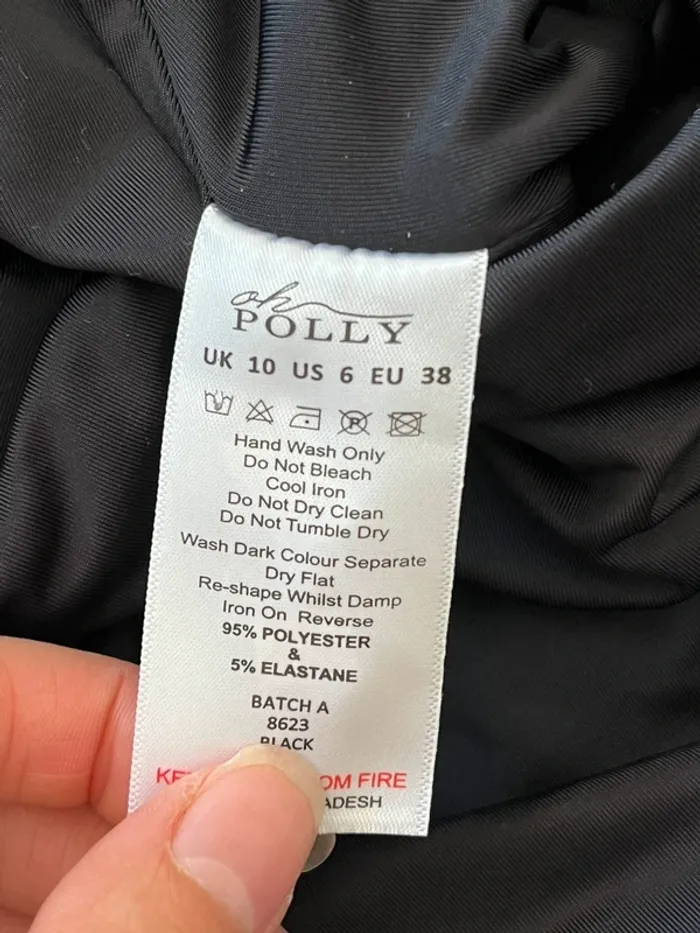 oh
POLLY
UK 10 US 6 EU 38
P
Hand Wash Only
Do Not Bleach
Cool Iron
Do Not Dry Clean
Do Not Tumble Dry
Wash Dark Colour Separate
Dry Flat
Re-shape Whilst Damp
Iron On Reverse
95% POLYESTER
&
5% ELASTANE
BATCH A
8623
BLACK
FIRE